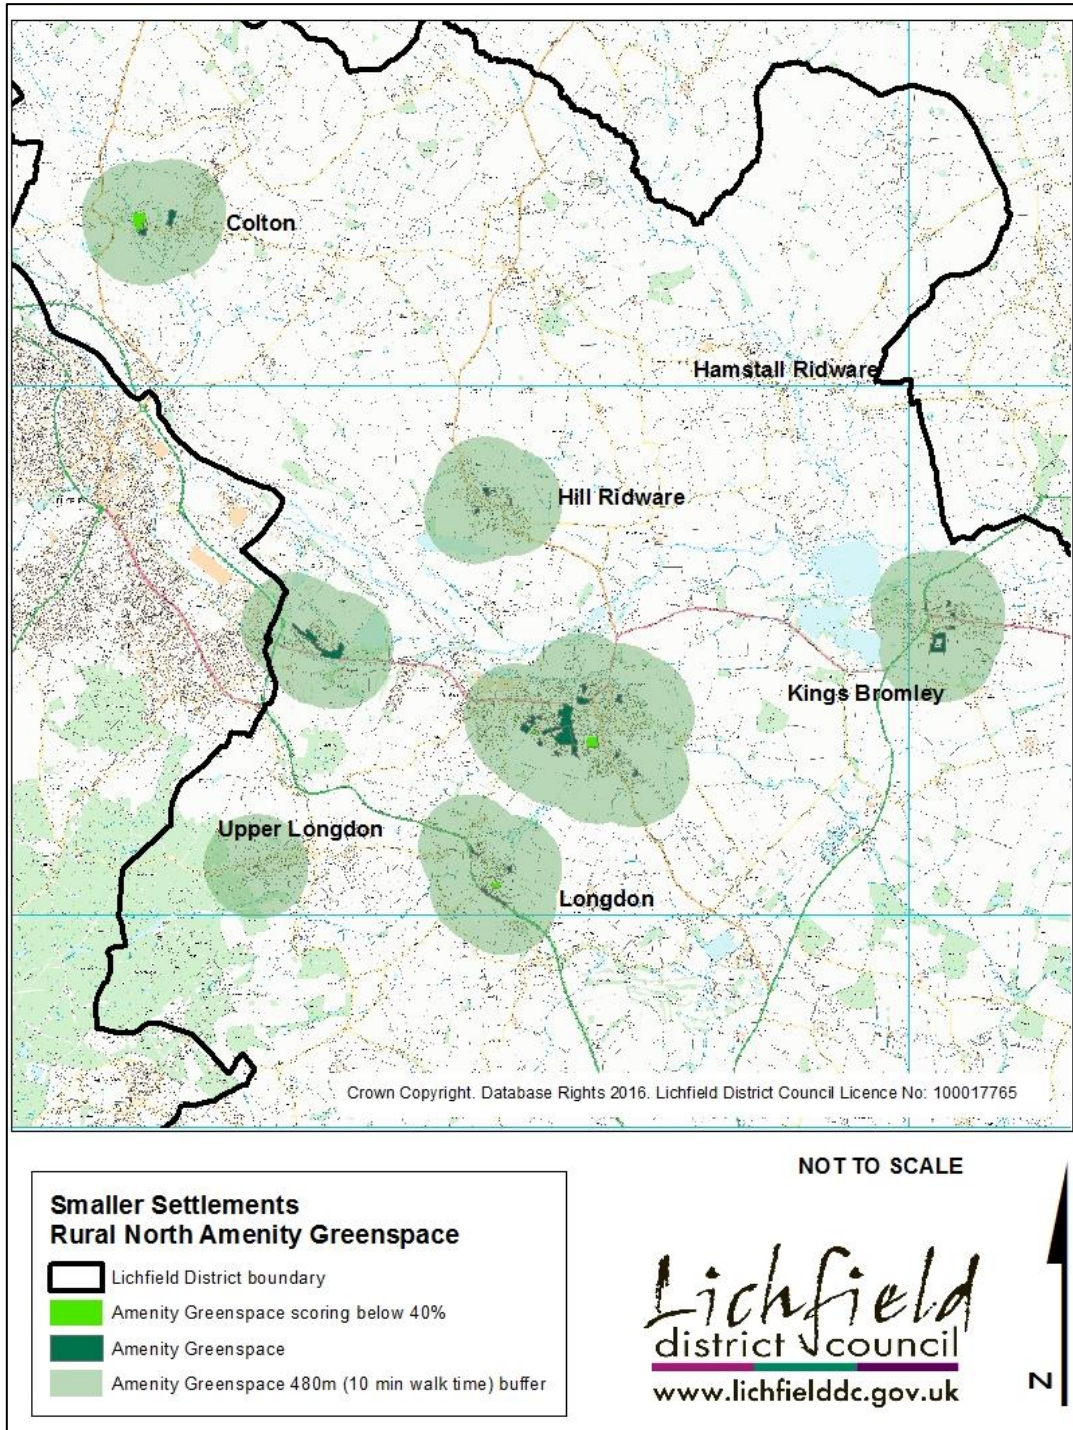 Colton
Hamstall Ridware
Hill Ridware
Kings Bromley
Upper Longdon
Longdon
Crown Copyright. Database Rights 2016. Lichfield District Council Licence No: 100017765
NOT TO SCALE
Smaller Settlements
Rural North Amenity Greenspace
Lichfield District boundary
Amenity Greenspace scoring below 40%
Amenity Greenspace
Amenity Greenspace 480m (10 min walk time) buffer
Lichfield
district council
www.lichfielddc.gov.uk
N